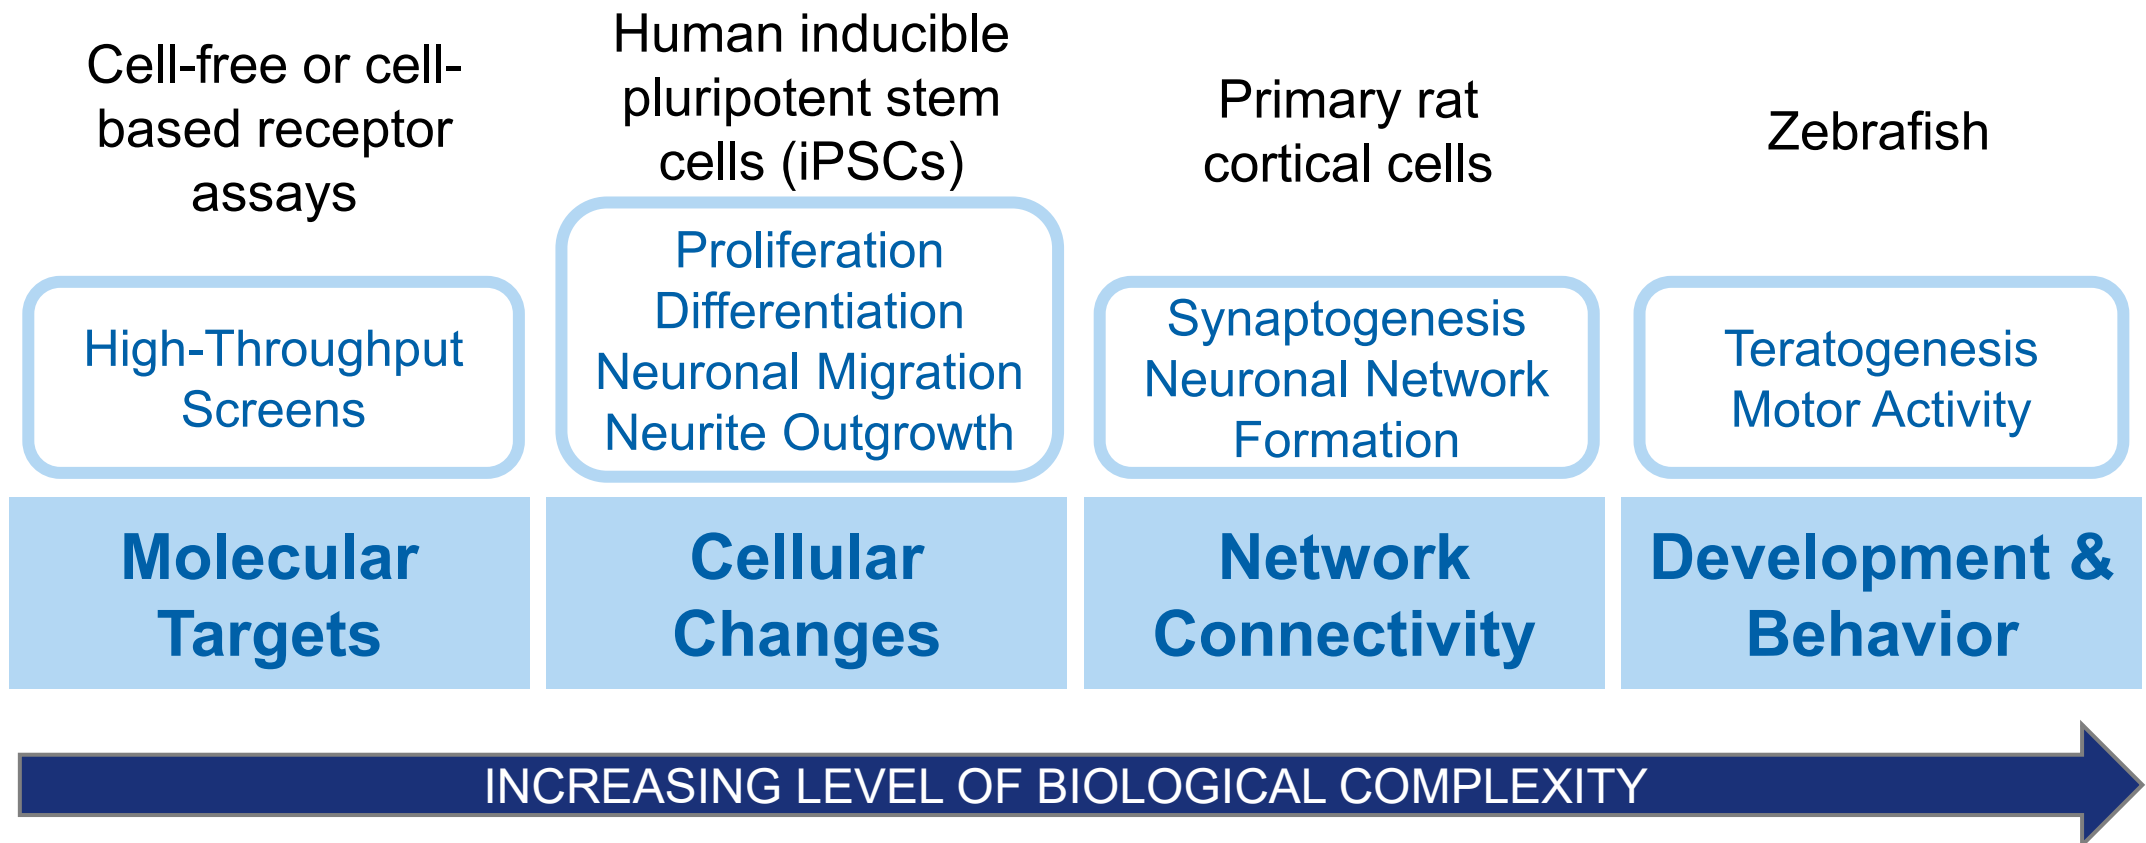 Cell-free or cell-
based receptor
assays
High-Throughput
Screens
Molecular
Targets
Human inducible
pluripotent stem
cells (iPSCs)
Proliferation
Differentiation
Neuronal Migration
Neurite Outgrowth
Cellular
Changes
Primary rat
cortical cells
Synaptogenesis
Neuronal Network
Formation
Network
Connectivity
Zebrafish
Teratogenesis
Motor Activity
Development &
Behavior
INCREASING LEVEL OF BIOLOGICAL COMPLEXITY